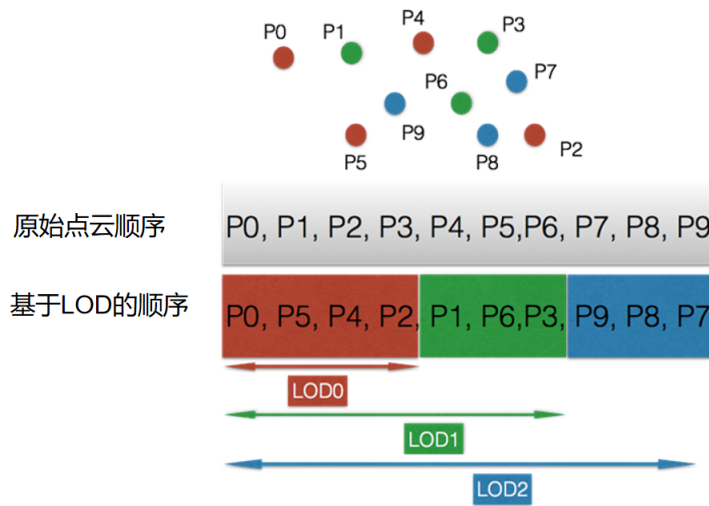 P0 P1 P4 P3
P6 P7
P5 P9 P8 P2
原始点云顺序 P0, P1, P2, P3, P4, P5,P6, P7, P8, P9
基于LOD的顺序 P0, P5, P4, P2, P1, P6,P3, P9, P8, P7
LOD0
LOD1
LOD2